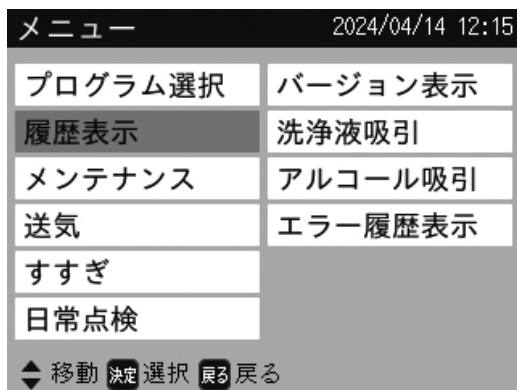 メニュー 2024/04/14 12:15
プログラム選択 バージョン表示
履歴表示 洗浄液吸引
メンテナンス アルコール吸引
送気 エラー履歴表示
すすぎ
日常点検
移動 決定 選択 戻る 戻る